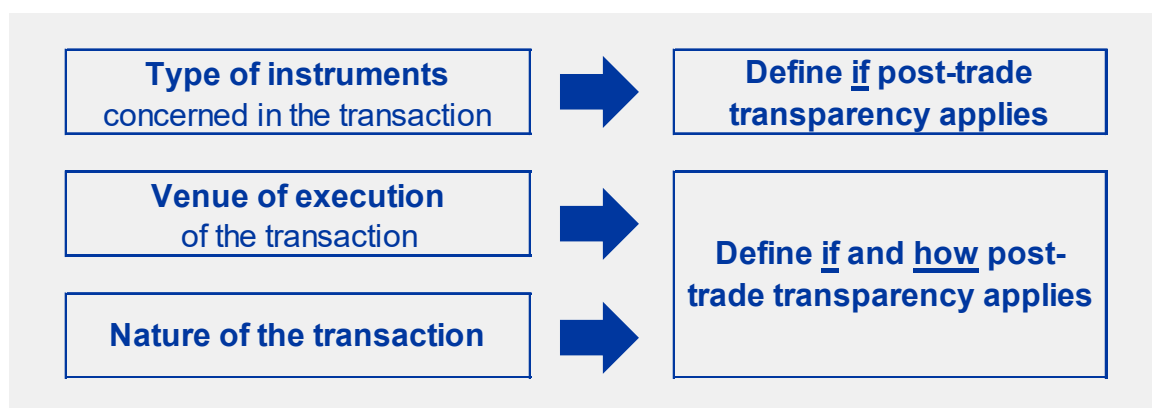 Type of instruments
concerned in the transaction
Define if post-trade
transparency applies
Venue of execution
of the transaction
Define if and how post-
trade transparency applies
Nature of the transaction